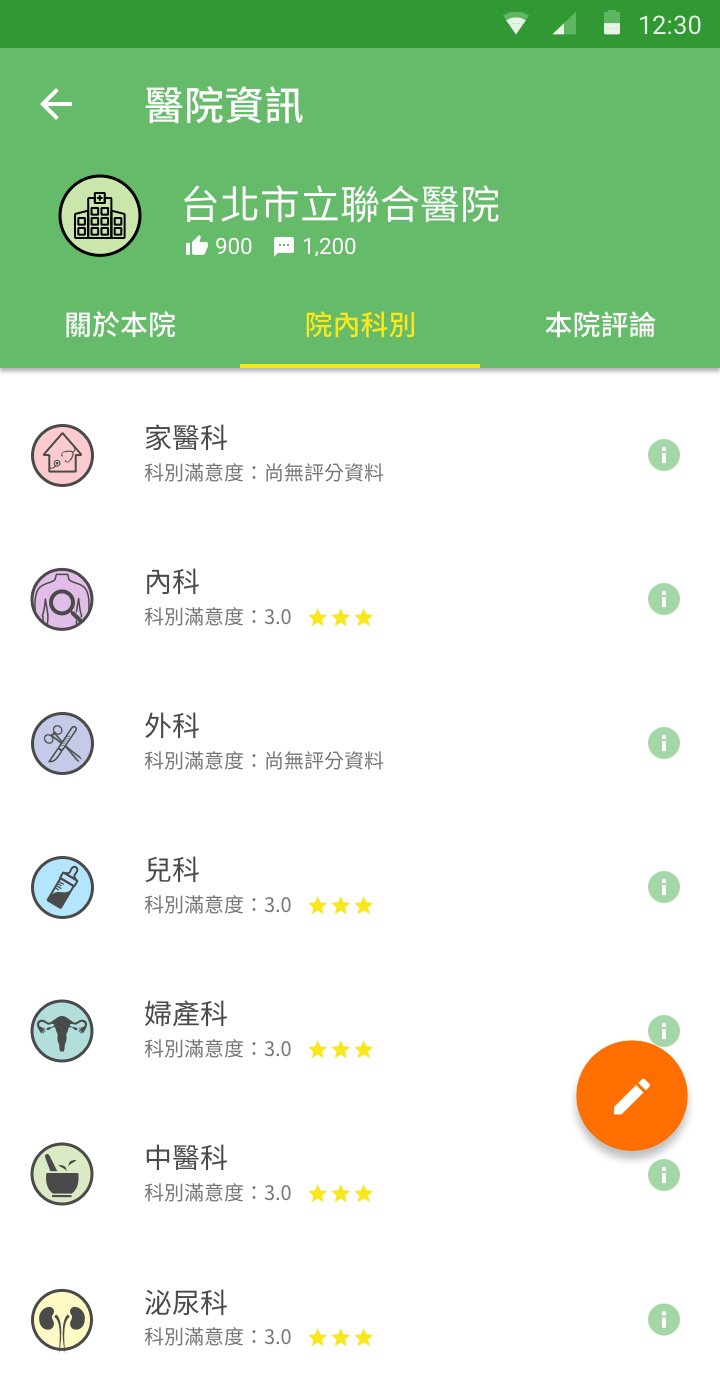 12:30
醫院資訊
台北市立聯合醫院
900 1,200
關於本院 院內科別 本院評論
家醫科
科別滿意度：尚無評分資料
內科
科別滿意度：3.0
外科
科別滿意度：尚無評分資料
兒科
科別滿意度：3.0
婦產科
科別滿意度：3.0
中醫科
科別滿意度：3.0
泌尿科
科別滿意度：3.0